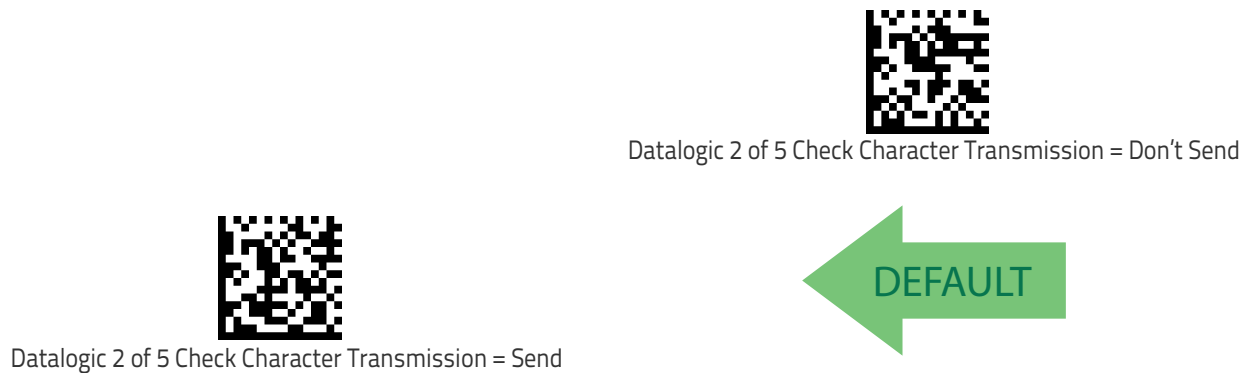 Datalogic 2 of 5 Check Character Transmission = Don't Send
DEFAULT
Datalogic 2 of 5 Check Character Transmission = Send